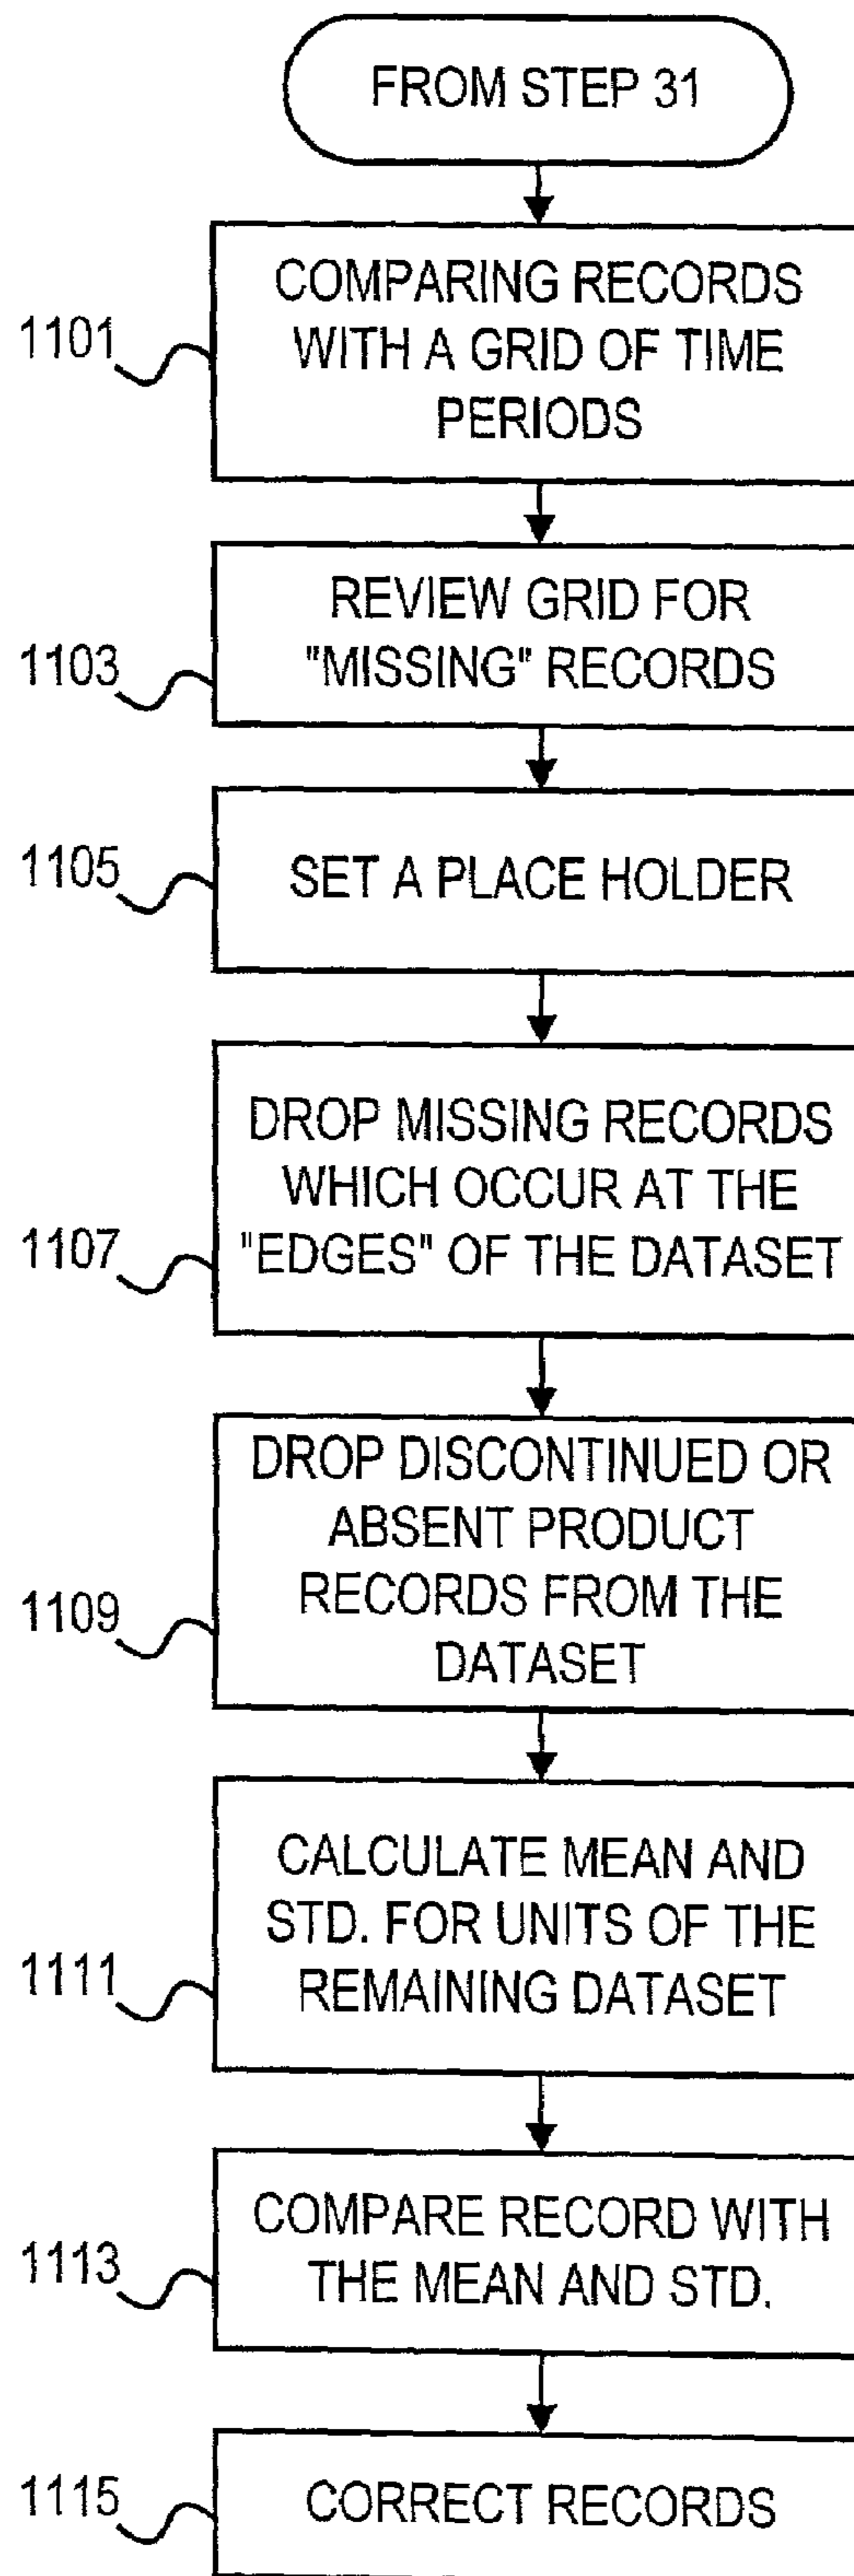 FROM STEP 31
1101
COMPARING RECORDS
WITH A GRID OF TIME
PERIODS
1103
REVIEW GRID FOR
"MISSING" RECORDS
1105
SET A PLACE HOLDER
1107
DROP MISSING RECORDS
WHICH OCCUR AT THE
"EDGES" OF THE DATASET
1109
DROP DISCONTINUED OR
ABSENT PRODUCT
RECORDS FROM THE
DATASET
1111
CALCULATE MEAN AND
STD. FOR UNITS OF THE
REMAINING DATASET
1113
COMPARE RECORD WITH
THE MEAN AND STD.
1115
CORRECT RECORDS